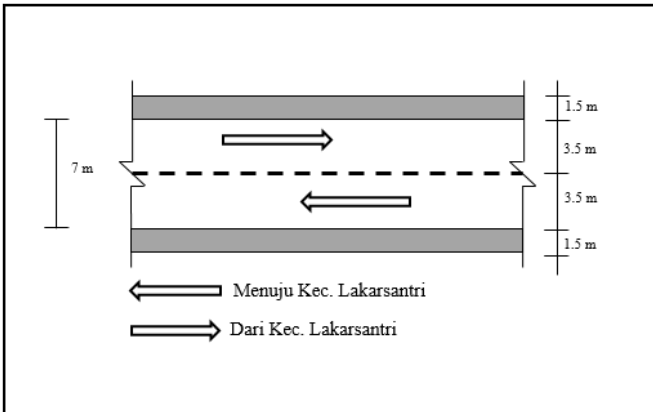 1.5 m
3.5 m
7 m
3.5 m
1.5 m
Menuju Kec. Lakarsantri
Dari Kec. Lakarsantri